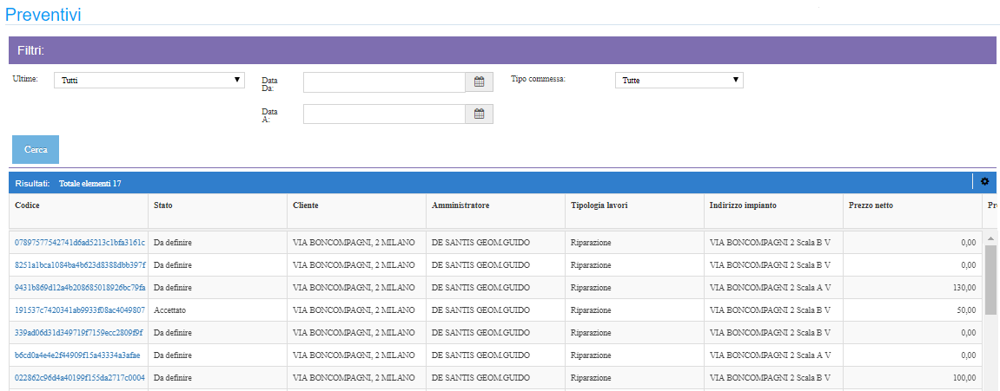 Preventivi
Filtri:
Ultime: Tutti Data Da: Tipo commessa: Tutte
Data A:
Cerca
Risultati: Totale elementi 17
Codice Stato Cliente Amministratore Tipologia lavori Indirizzo impianto Prezzo netto Pr
07897577542741d6ad5213c1bfa3161c Da definire VIA BONCOMPAGNI, 2 MILANO DE SANTIS GEOM.GUIDO Riparazione VIA BONCOMPAGNI 2 Scala B V 0,00
8251a1bca1084ba4b623d8388dbb397f Da definire VIA BONCOMPAGNI, 2 MILANO DE SANTIS GEOM.GUIDO Riparazione VIA BONCOMPAGNI 2 Scala B V 0,00
9431b869d12a4b208685018926bc79fa Da definire VIA BONCOMPAGNI, 2 MILANO DE SANTIS GEOM.GUIDO Riparazione VIA BONCOMPAGNI 2 Scala A V 130,00
191537c7420341ab9933f08ac4049807 Accettato VIA BONCOMPAGNI, 2 MILANO DE SANTIS GEOM.GUIDO Riparazione VIA BONCOMPAGNI 2 Scala B V 50,00
339ad06d31d349719f7159ecc2809f9f Da definire VIA BONCOMPAGNI, 2 MILANO DE SANTIS GEOM.GUIDO Riparazione VIA BONCOMPAGNI 2 Scala B V 0,00
b6cd0a4e4e2f44909f15a43334a3afae Da definire VIA BONCOMPAGNI, 2 MILANO DE SANTIS GEOM.GUIDO Riparazione VIA BONCOMPAGNI 2 Scala A V 0,00
022862c96d4a40199f155da2717c0004 Da definire VIA BONCOMPAGNI, 2 MILANO DE SANTIS GEOM.GUIDO Riparazione VIA BONCOMPAGNI 2 Scala B V 100,00